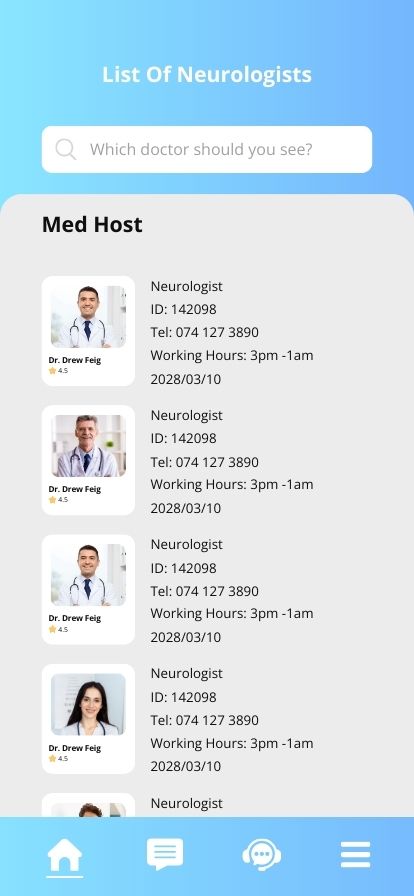 List Of Neurologists
Which doctor should you see?
Med Host
Neurologist
ID: 142098
Tel: 074 127 3890
Working Hours: 3pm -1am
2028/03/10
Dr. Drew Feig
4.5
Neurologist
ID: 142098
Tel: 074 127 3890
Working Hours: 3pm -1am
2028/03/10
Dr. Drew Feig
4.5
Neurologist
ID: 142098
Tel: 074 127 3890
Working Hours: 3pm -1am
2028/03/10
Dr. Drew Feig
4.5
Neurologist
ID: 142098
Tel: 074 127 3890
Working Hours: 3pm -1am
2028/03/10
Dr. Drew Feig
4.5
Neurologist